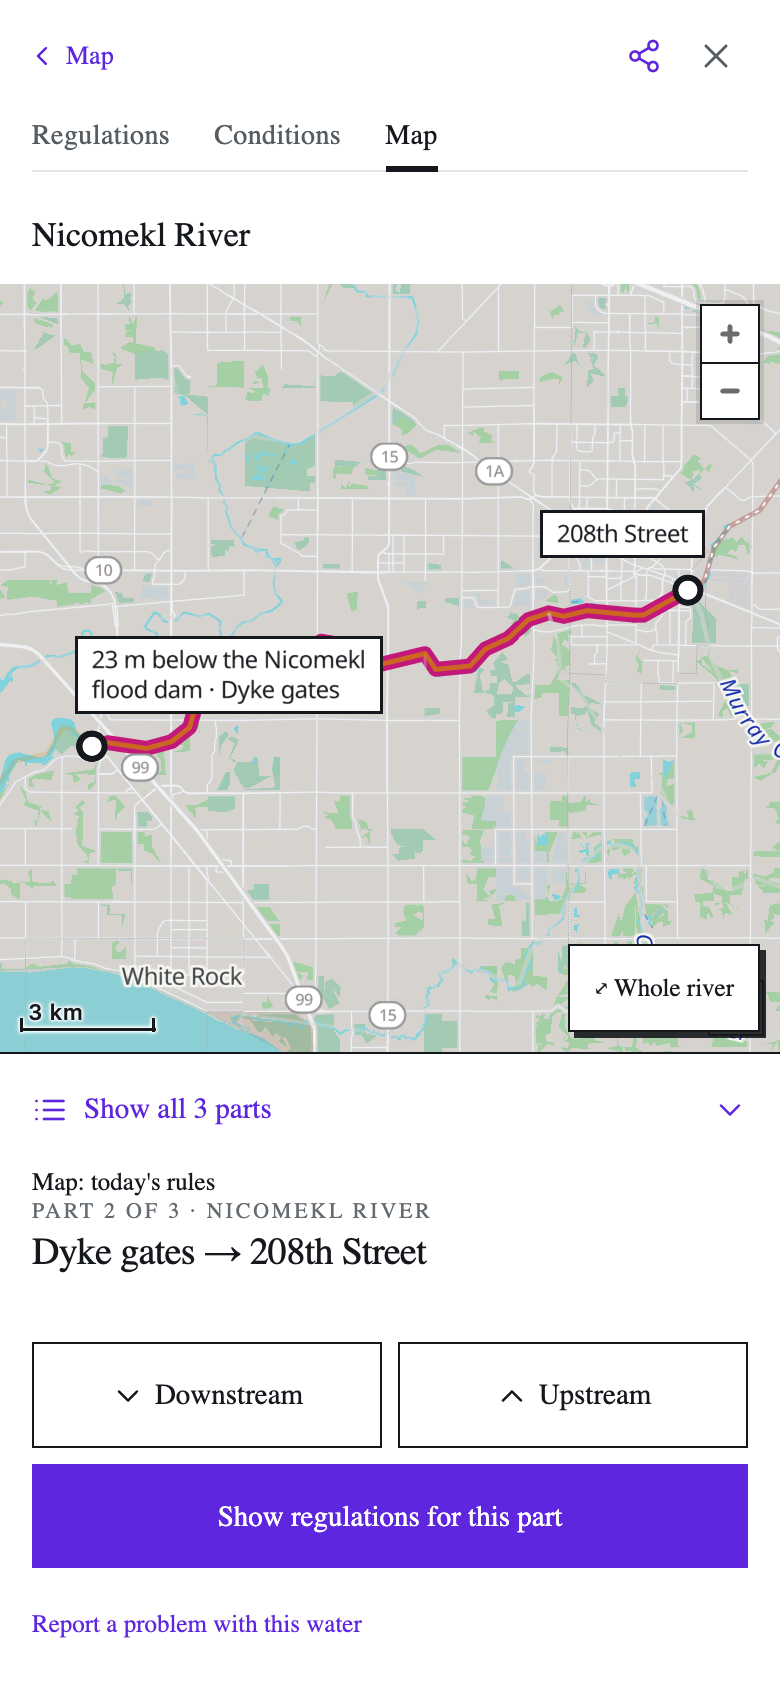 Map
Regulations
Conditions
Map
Nicomekl River
15
1A
208th Street
10
23 m below the Nicomekl
flood dam · Dyke gates
99
Murray
White Rock
99
15
3 km
Whole river
Show all 3 parts
Map: today's rules
PART 2 OF 3 · NICOMEKL RIVER
Dyke gates → 208th Street
Downstream
Upstream
Show regulations for this part
Report a problem with this water